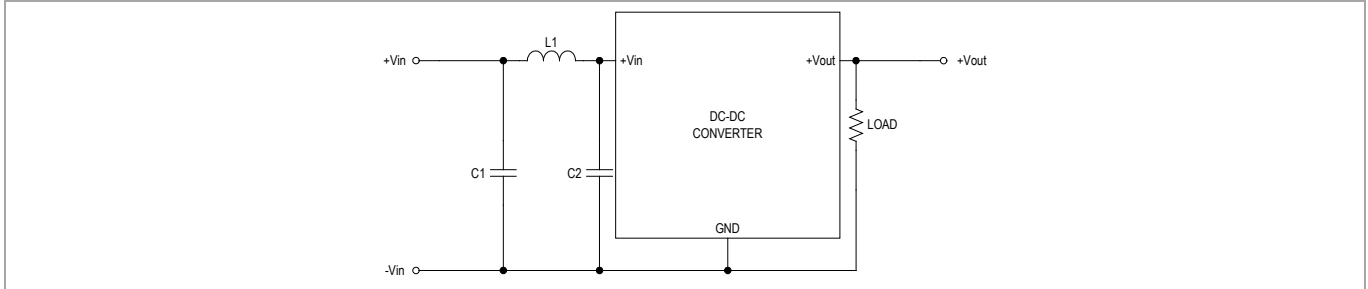 L1
+Vin
+Vin
+Vout
+Vout
DC-DC
CONVERTER
LOAD
C1
C2
GND
-Vin